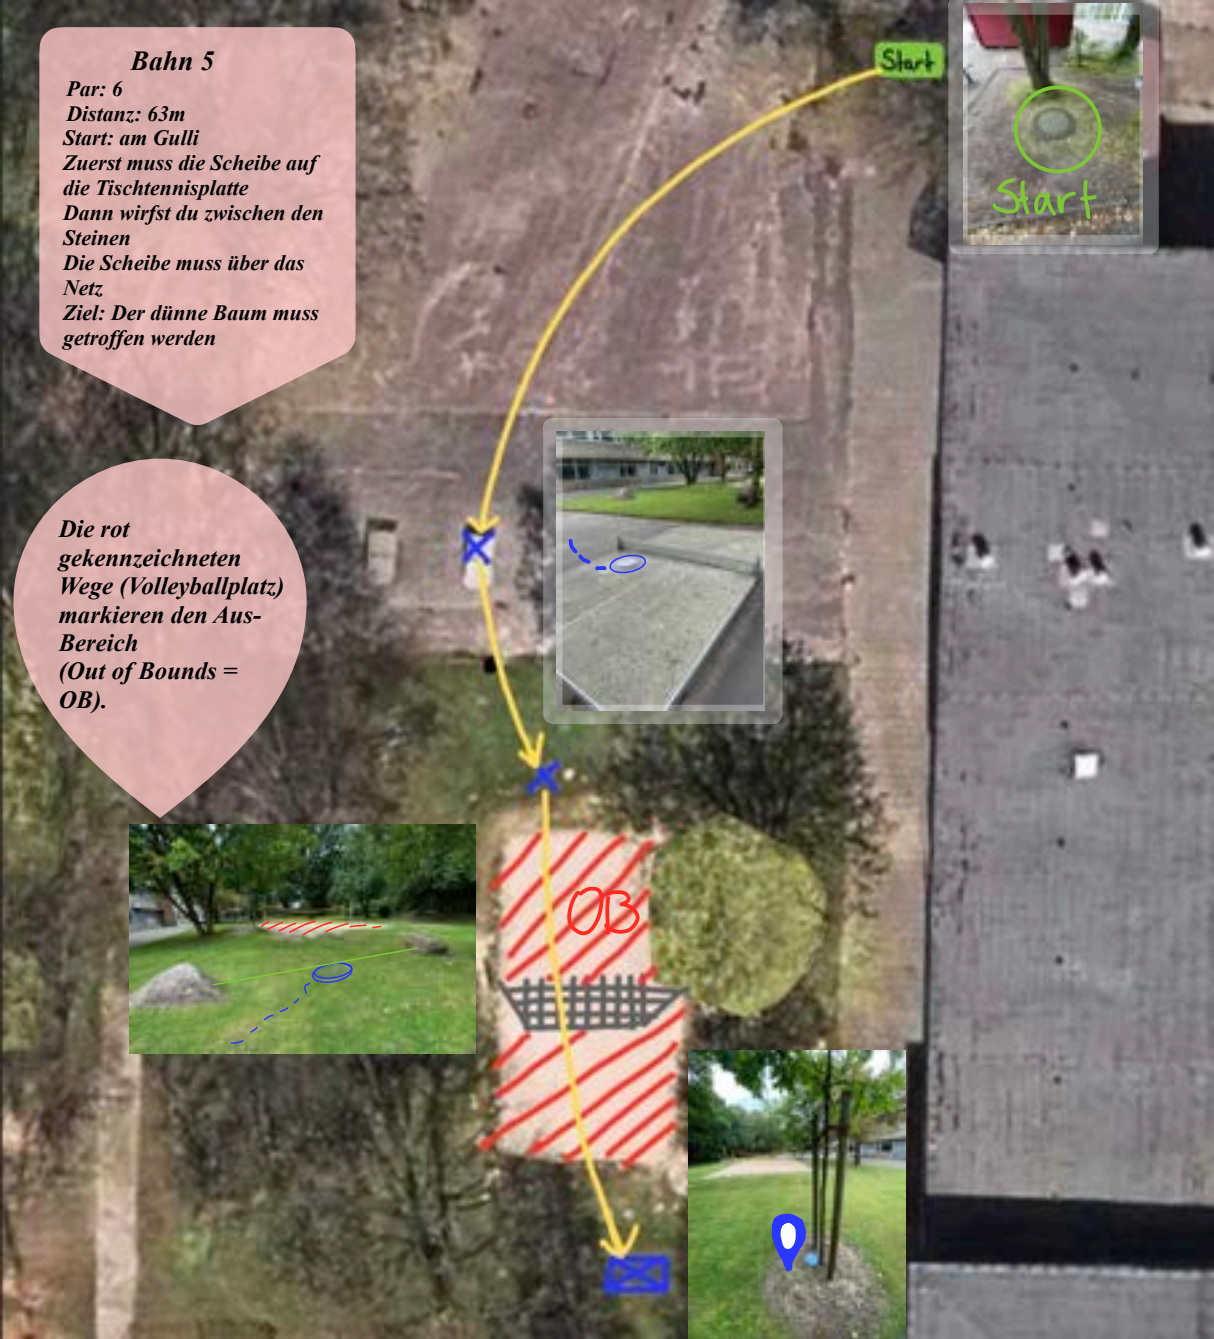 Bahn 5
Par: 6
Distanz: 63m
Start: am Gulli
Zuerst muss die Scheibe auf
die Tischtennisplatte
Dann wirfst du zwischen den
Steinen
Die Scheibe muss über das
Netz
Ziel: Der dünne Baum muss
getroffen werden
Start
Start
Die rot
gekennzeichneten
Wege (Volleyballplatz)
markieren den Aus-
Bereich
(Out of Bounds =
OB).
OB